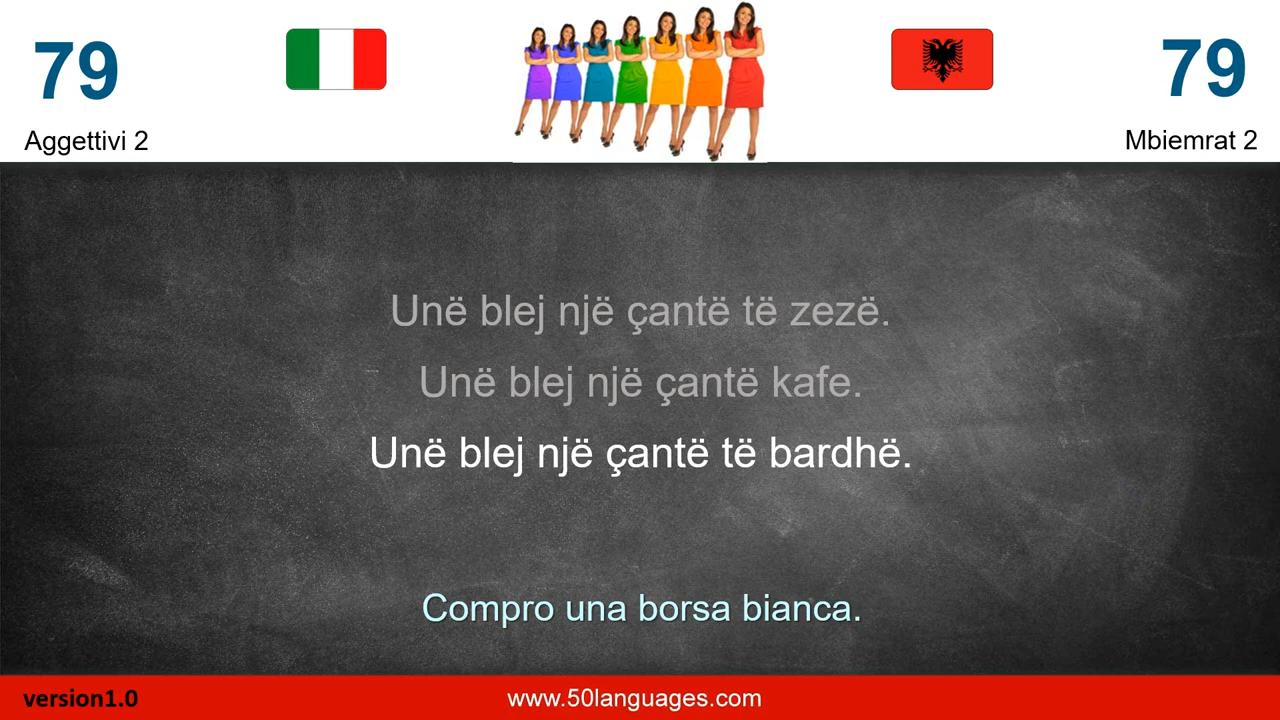 79
79
Aggettivi 2
Mbiemrat 2
Unë blej një çantë të zezë.
Unë blej një çantë kafe.
Unë blej një çantë të bardhë.
Compro una borsa bianca.
version1.0
www.50languages.com